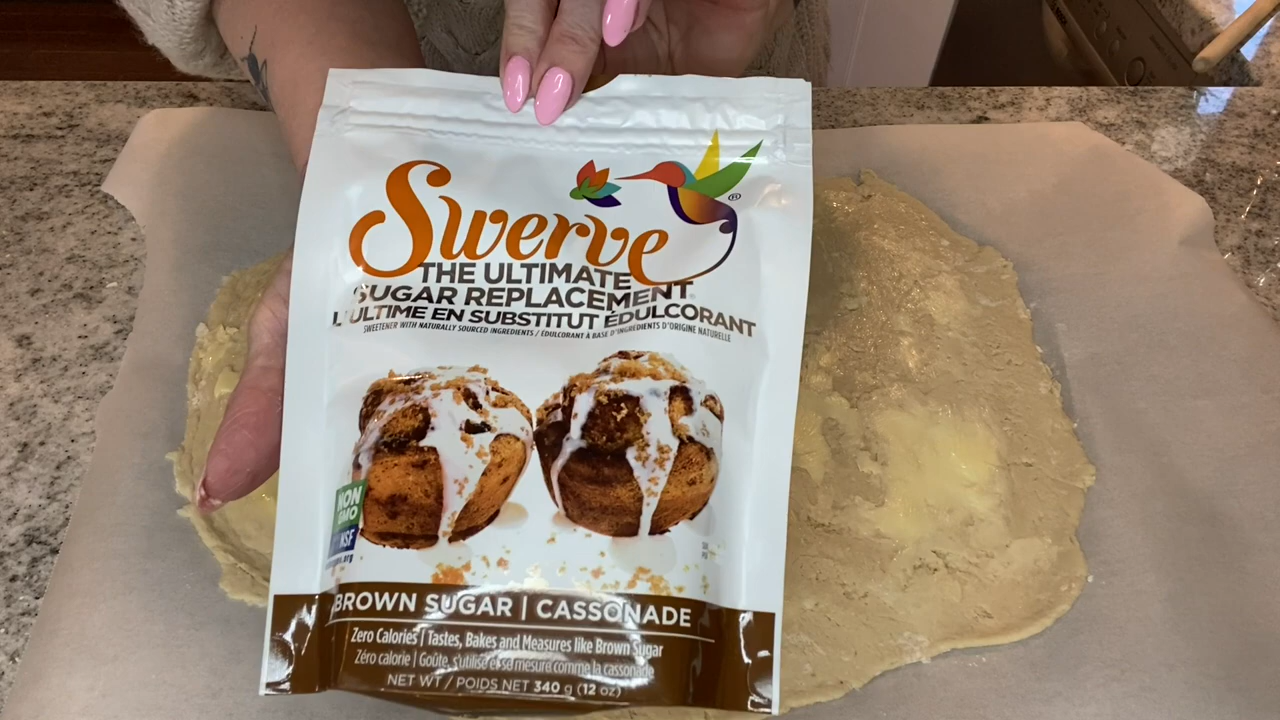 Swerve®
THE ULTIMATE
SUGAR REPLACEMENT
L'ULTIME EN SUBSTITUT ÉDULCORANT
SWEETENER WITH NATURALLY SOURCED INGREDIENTS / ÉDULCORANT À BASE D'INGRÉDIENTS D'ORIGINE NATURELLE
NON
GMO
NSF
BROWN SUGAR | CASSONADE
Zero Calories | Tastes, Bakes and Measures like Brown Sugar
Zéro calorie | Goûte, s'utilise et se mesure comme la cassonade
NET WT / POIDS NET 340 g (12 oz)